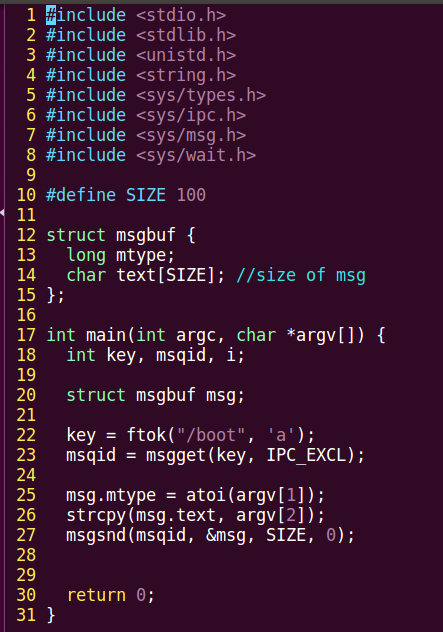 1 #include <stdio.h>
2 #include <stdlib.h>
3 #include <unistd.h>
4 #include <string.h>
5 #include <sys/types.h>
6 #include <sys/ipc.h>
7 #include <sys/msg.h>
8 #include <sys/wait.h>
9
10 #define SIZE 100
11
12 struct msgbuf {
13   long mtype;
14   char text[SIZE]; //size of msg
15 };
16
17 int main(int argc, char *argv[]) {
18   int key, msqid, i;
19
20   struct msgbuf msg;
21
22   key = ftok("/boot", 'a');
23   msqid = msgget(key, IPC_EXCL);
24
25   msg.mtype = atoi(argv[1]);
26   strcpy(msg.text, argv[2]);
27   msgsnd(msqid, &msg, SIZE, 0);
28
29
30   return 0;
31 }